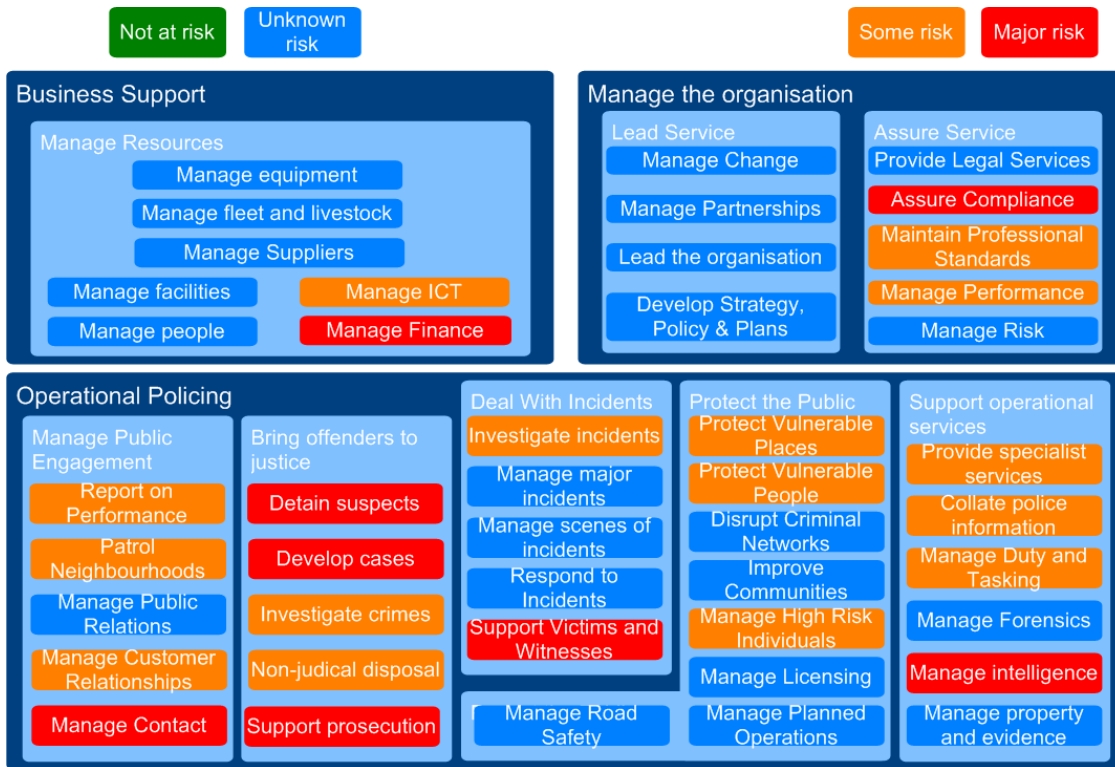 Not at risk
Unknown
risk
Some risk
Major risk
Business Support
Manage Resources
Manage equipment
Manage fleet and livestock
Manage Suppliers
Manage facilities
Manage ICT
Manage people
Manage Finance
Manage the organisation
Lead Service
Manage Change
Manage Partnerships
Lead the organisation
Develop Strategy,
Policy & Plans
Assure Service
Provide Legal Services
Assure Compliance
Maintain Professional
Standards
Manage Performance
Manage Risk
Operational Policing
Manage Public
Engagement
Report on
Performance
Patrol
Neighbourhoods
Manage Public
Relations
Manage Customer
Relationships
Manage Contact
Bring offenders to
justice
Detain suspects
Develop cases
Investigate crimes
Non-judical disposal
Support prosecution
Deal With Incidents
Investigate incidents
Manage major
incidents
Manage scenes of
incidents
Respond to
Incidents
Support Victims and
Witnesses
Manage Road
Safety
Protect the Public
Protect Vulnerable
Places
Protect Vulnerable
People
Disrupt Criminal
Networks
Improve
Communities
Manage High Risk
Individuals
Manage Licensing
Manage Planned
Operations
Support operational
services
Provide specialist
services
Collate police
information
Manage Duty and
Tasking
Manage Forensics
Manage intelligence
Manage property
and evidence